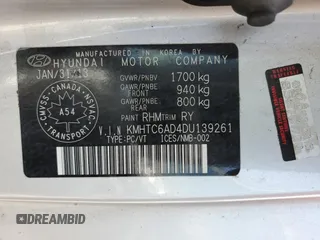 MANUFACTURED IN KOREA BY
HYUNDAI MOTOR COMPANY
JAN/31/13
GVWR/PNBV 1700 kg
GAWR/PNBE FRONT 940 kg
GAWR/PNBE REAR 800 kg
CMVSS-CANADA-NSVAC
A54
TRANSPORT
PAINT RHM TRIM RY
V.I.N KMHTC6AD4DU139261
TYPE:PC/VT ICES/NMB-002
DREAMBID
DREAMBID.COM